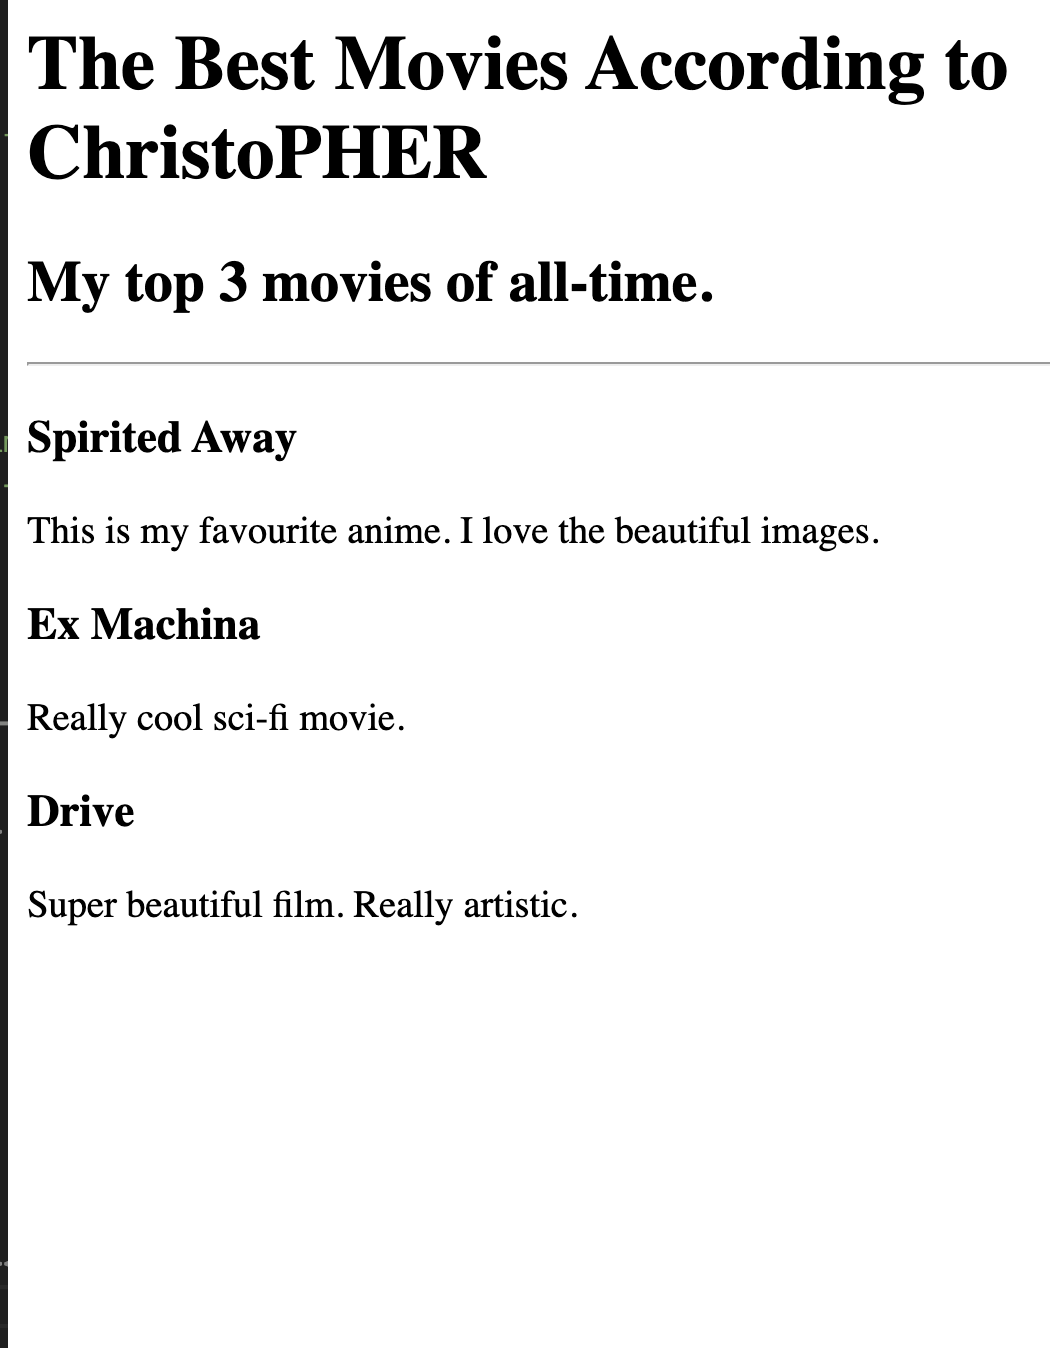 The Best Movies According to
ChristoPHER
My top 3 movies of all-time.
Spirited Away
This is my favourite anime. I love the beautiful images.
Ex Machina
Really cool sci-fi movie.
Drive
Super beautiful film. Really artistic.